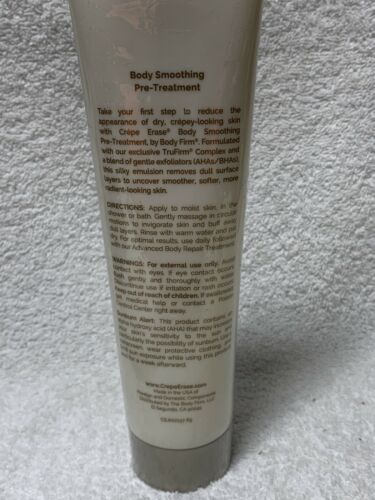 Body Smoothing
Pre-Treatment
Take your first step to reduce the
appearance of dry, crépey-looking skin
with Crépe Erase® Body Smoothing
Pre-Treatment, by Body Firm®. Formulated
with our exclusive TruFirm® Complex and
a blend of gentle exfoliators (AHAs/BHAs),
this silky emulsion removes dull surface
layers to uncover smoother, softer, more
radiant-looking skin.
DIRECTIONS: Apply to moist skin, in the
shower or bath. Gently massage in circular
motions to invigorate skin and buff away
dull layers. Rinse with warm water and pat
dry. For optimal results, use daily followed
with our Advanced Body Repair Treatment.
WARNINGS: For external use only. Avoid
contact with eyes. If eye contact occurs,
flush gently and thoroughly with water.
Discontinue use if irritation or rash occurs.
Keep out of reach of children. If swallowed,
get medical help or contact a Poison
Control Center right away.
Sunburn Alert: This product contains an
alpha hydroxy acid (AHA) that may increase
your skin's sensitivity to the sun and
particularly the possibility of sunburn. Use a
sunscreen, wear protective clothing, and
limit sun exposure while using this product
and for a week afterward.
www.CrepeErase.com
Made in the USA of
Foreign and Domestic Components
Distributed by The Body Firm, LLC
El Segundo, CA 90245